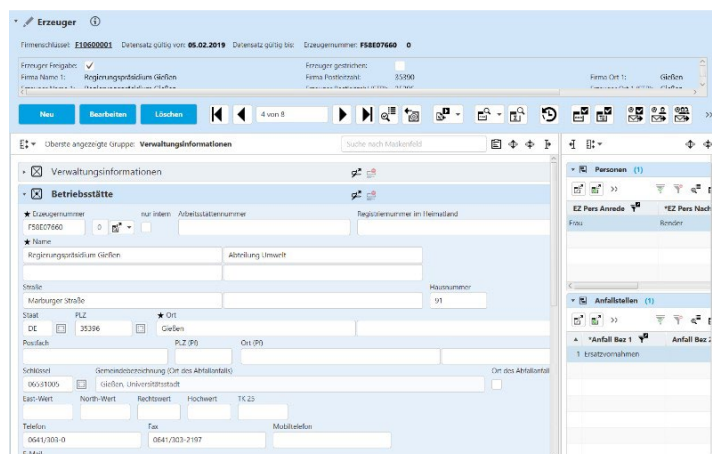 Erzeuger
Firmenschlüssel: F10600001 Datensatz gültig von: 05.02.2019 Datensatz gültig bis: Erzeugernummer: F58E07660 0
Erzeuger Freigabe: Erzeuger gestrichen:
Firma Name 1: Regierungspräsidium Gießen Firma Postleitzahl: 35390 Firma Ort 1: Gießen
Neu Bearbeiten Löschen 4 von 8
Oberste angezeigte Gruppe: Verwaltungsinformationen Suche nach Maskenfeld
Verwaltungsinformationen
Betriebsstätte
★ Erzeugernummer nur intern Arbeitsstättennummer Registriernummer im Heimatland
F58E07660 0
★ Name
Regierungspräsidium Gießen Abteilung Umwelt
Straße Hausnummer
Marburger Straße 91
Staat PLZ ★ Ort
DE 35396 Gießen
Postfach PLZ (Pf) Ort (Pf)
Schlüssel Gemeindebezeichnung (Ort des Abfallanfalls) Ort des Abfallanfall
06531005 Gießen, Universitätsstadt
East-Wert North-Wert Rechtswert Hochwert TK 25
Telefon Fax Mobiltelefon
0641/303-0 0641/303-2197
E-Mail
Personen (1)
EZ Pers Anrede *EZ Pers Nach
Frau Render
Anfallstellen (1)
*Anfall Bez 1 Anfall Bez 2
1 Ersatzvornahmen